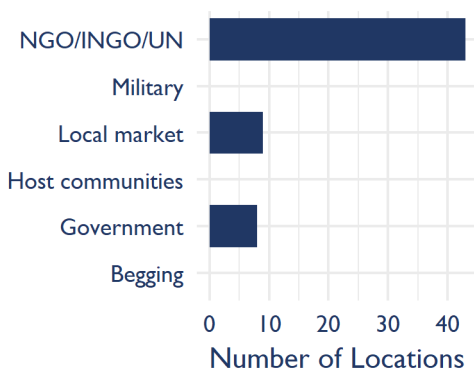 NGO/INGO/UN
Military
Local market
Host communities
Government
Begging
0 10 20 30 40
Number of Locations